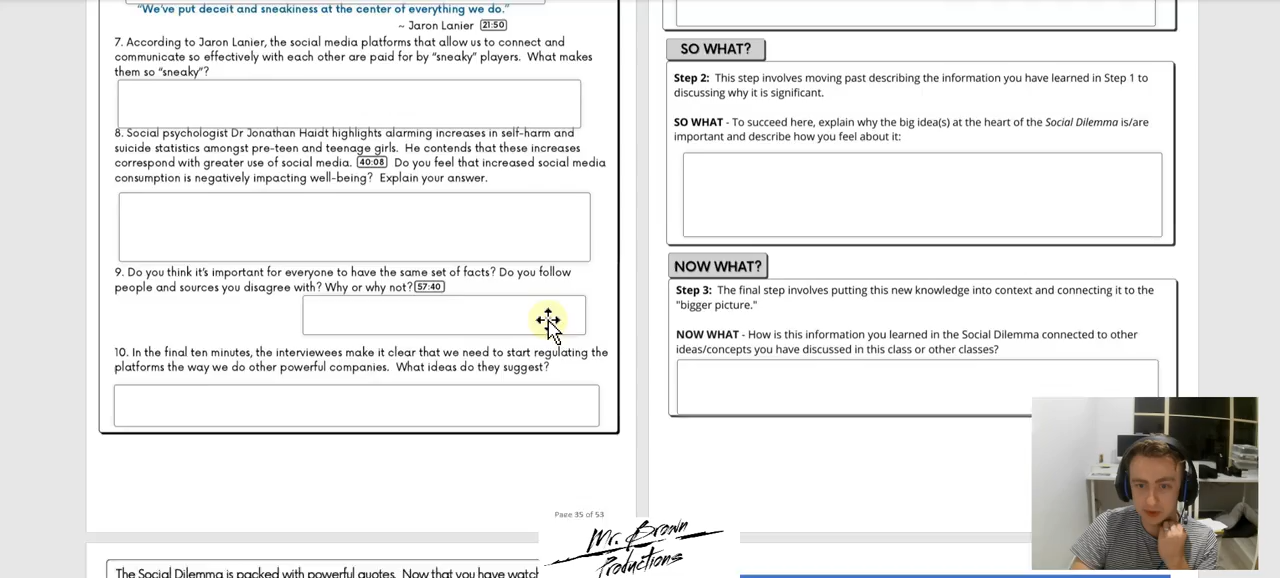 "We've put deceit and sneakiness at the center of everything we do."
~ Jaron Lanier 21:50
7. According to Jaron Lanier, the social media platforms that allow us to connect and
communicate so effectively with each other are paid for by "sneaky" players. What makes
them so "sneaky"?
8. Social psychologist Dr Jonathan Haidt highlights alarming increases in self-harm and
suicide statistics amongst pre-teen and teenage girls. He contends that these increases
correspond with greater use of social media. 40:08 Do you feel that increased social media
consumption is negatively impacting well-being? Explain your answer.
9. Do you think it's important for everyone to have the same set of facts? Do you follow
people and sources you disagree with? Why or why not? 57:40
10. In the final ten minutes, the interviewees make it clear that we need to start regulating the
platforms the way we do other powerful companies. What ideas do they suggest?
Page 35 of 53
The Social Dilemma is packed with powerful quotes. Now that you have watch
SO WHAT?
Step 2: This step involves moving past describing the information you have learned in Step 1 to
discussing why it is significant.
SO WHAT - To succeed here, explain why the big idea(s) at the heart of the Social Dilemma is/are
important and describe how you feel about it:
NOW WHAT?
Step 3: The final step involves putting this new knowledge into context and connecting it to the
"bigger picture."
NOW WHAT - How is this information you learned in the Social Dilemma connected to other
ideas/concepts you have discussed in this class or other classes?
Mr. Brown
Productions